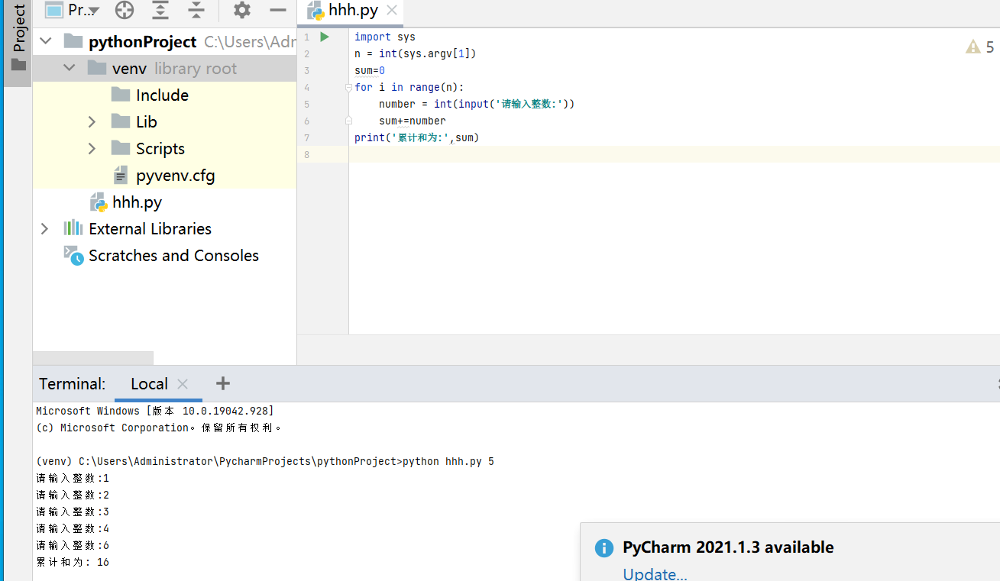 Project
Pr...
hhh.py
pythonProject C:\Users\Adr
venv library root
Include
Lib
Scripts
pyvenv.cfg
hhh.py
External Libraries
Scratches and Consoles
1 import sys
2 n = int(sys.argv[1])
3 sum=0
4 for i in range(n):
5 number = int(input('请输入整数:'))
6 sum+=number
7 print('累计和为:',sum)
8
5
Terminal: Local
Microsoft Windows [版本 10.0.19042.928]
(c) Microsoft Corporation。保留所有权利。
(venv) C:\Users\Administrator\PycharmProjects\pythonProject>python hhh.py 5
请输入整数:1
请输入整数:2
请输入整数:3
请输入整数:4
请输入整数:6
累计和为: 16
PyCharm 2021.1.3 available
Update...